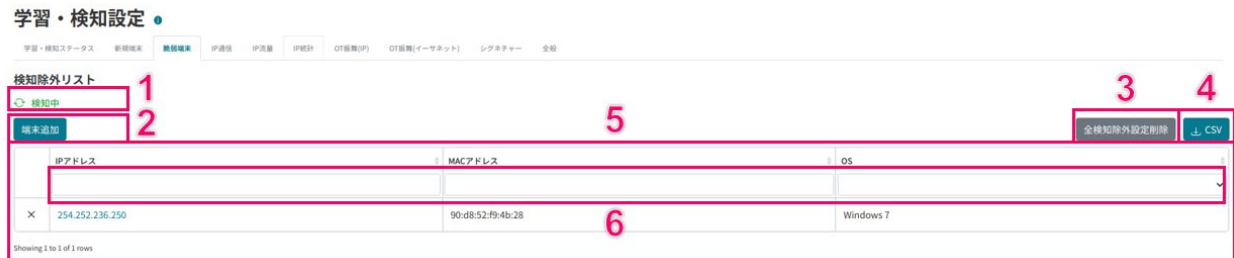 学習・検知設定
学習・検知ステータス 新規端末 脆弱端末 IP通信 IP流量 IP統計 OT振舞(IP) OT振舞(イーサネット) シグネチャー 全般
検知除外リスト
1
検知中
2
端末追加
5
3
全検知除外設定削除
4
CSV
IPアドレス MACアドレス OS
× 254.252.236.250 90:d8:52:f9:4b:28 Windows 7
6
Showing 1 to 1 of 1 rows